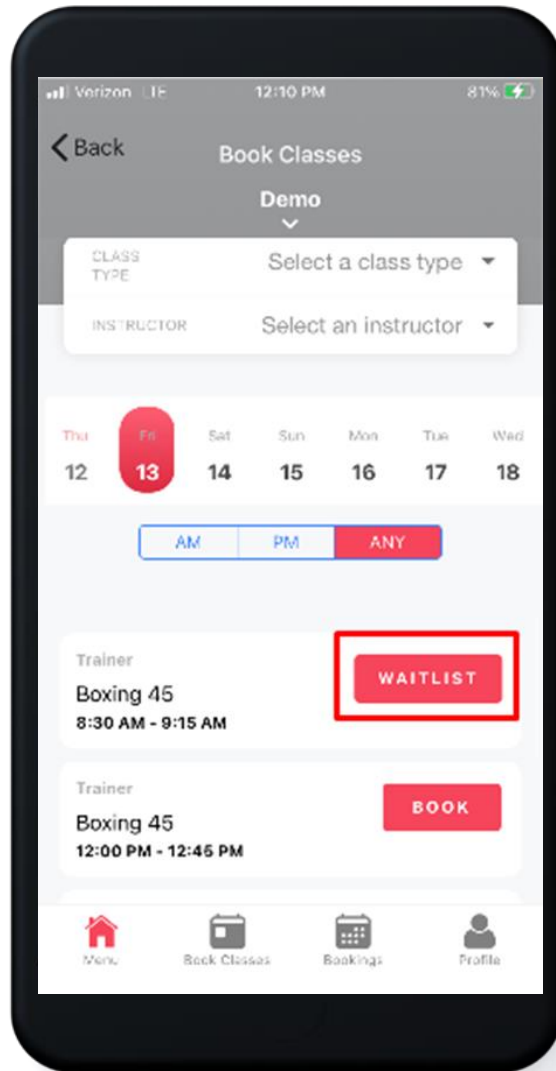 Verizon LTE 12:10 PM 81%
Back Book Classes
Demo
CLASS
TYPE Select a class type
INSTRUCTOR Select an instructor
Thu Fri Sat Sun Mon Tue Wed
12 13 14 15 16 17 18
AM PM ANY
Trainer
Boxing 45
8:30 AM - 9:15 AM
WAITLIST
Trainer
Boxing 45
12:00 PM - 12:45 PM
BOOK
Menu Book Classes Bookings Profile